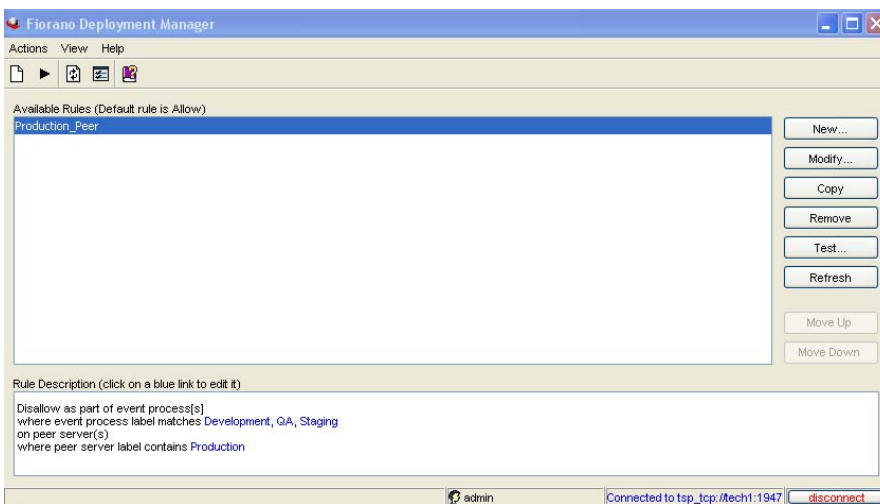 Fiorano Deployment Manager
Actions View Help
Available Rules (Default rule is Allow)
Production_Peer
New...
Modify...
Copy
Remove
Test...
Refresh
Move Up
Move Down
Rule Description (click on a blue link to edit it)
Disallow as part of event process[s]
where event process label matches Development, QA, Staging
on peer server(s)
where peer server label contains Production
admin
Connected to tsp_tcp://tech1:1947
disconnect